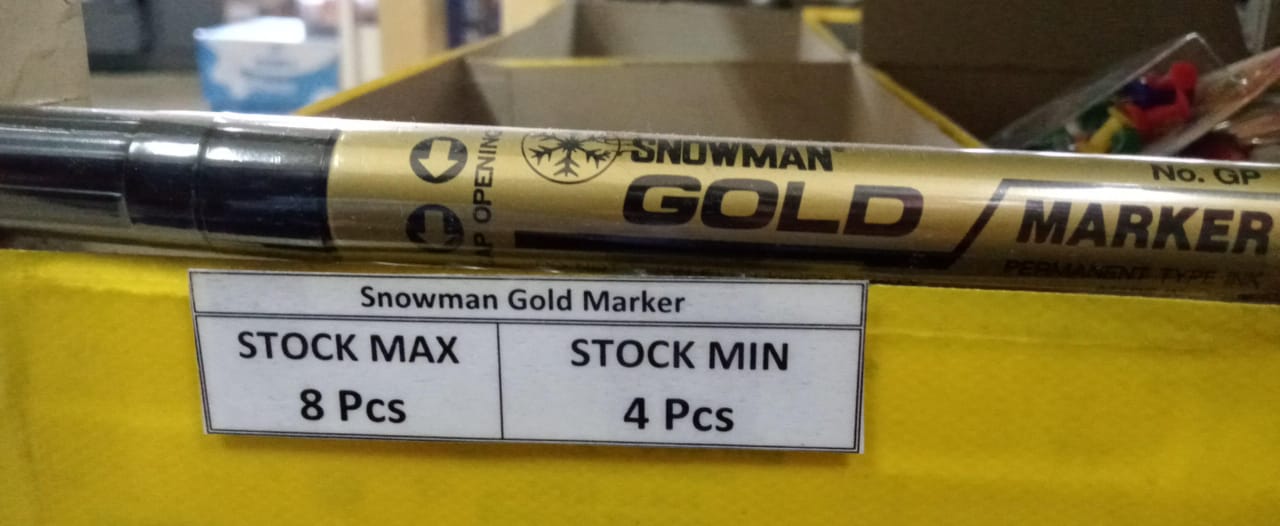 SNOWMAN
No. GP
GOLD MARKER
PERMANENT TYPE INK
OPENING
Snowman Gold Marker
STOCK MAX
STOCK MIN
8 Pcs
4 Pcs